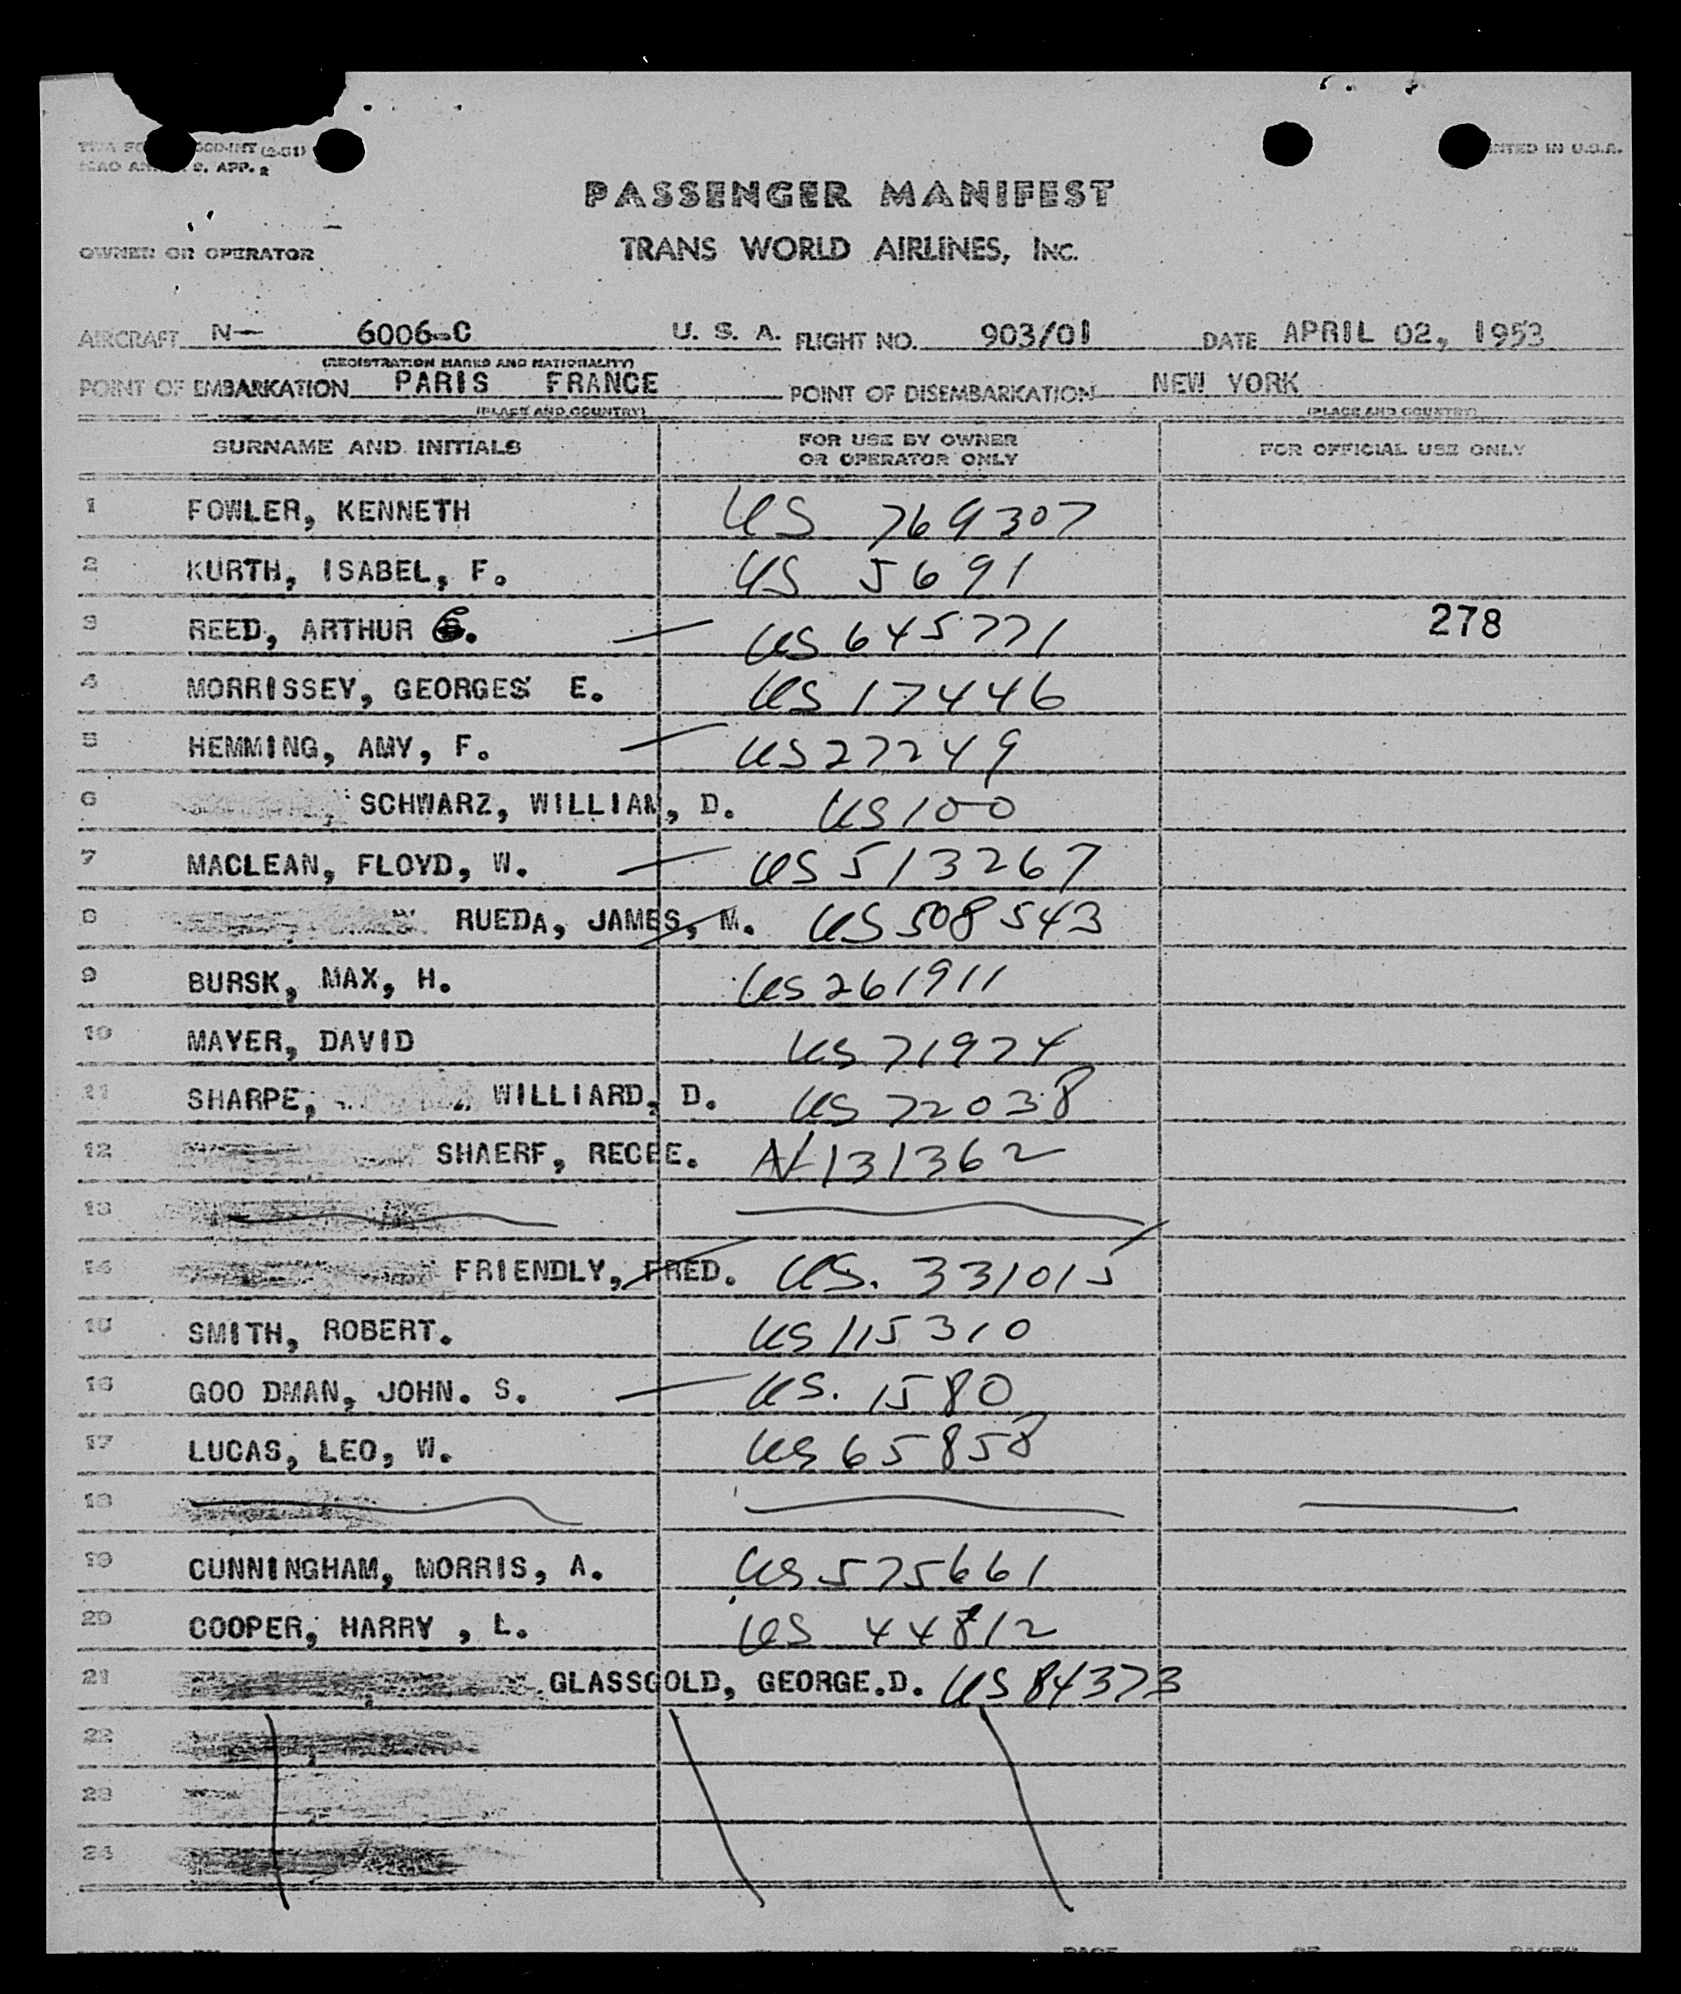 PRINTED IN U.S.A.
PASSENGER MANIFEST
OWNER OR OPERATOR TRANS WORLD AIRLINES, INC.
AIRCRAFT N— 6006-C U. S. A. FLIGHT NO. 903/01 DATE APRIL 02, 1953
(REGISTRATION MARKS AND NATIONALITY)
POINT OF EMBARKATION PARIS FRANCE POINT OF DISEMBARKATION NEW YORK
(PLACE AND COUNTRY) (PLACE AND COUNTRY)
SURNAME AND INITIALS FOR USE BY OWNER OR OPERATOR ONLY FOR OFFICIAL USE ONLY
1 FOWLER, KENNETH US 769307
2 KURTH, ISABEL, F. US 5691
3 REED, ARTHUR US 645771 278
4 MORRISSEY, GEORGES E. US 17446
5 HEMMING, AMY, F. US 27249
6 SCHWARZ, WILLIAM, D. US 100
7 MACLEAN, FLOYD, W. US 513267
8 RUEDA, JAMES, M. US 508543
9 BURSK, MAX, H. US 261911
10 MAYER, DAVID US 71974
11 SHARPE, WILLIARD, D. US 72038
12 SHAERF, 131362
13
14 FRIENDLY, FRED. US. 331015
15 SMITH, ROBERT. US 115310
16 GOO DMAN, JOHN. S. US. 1580
17 LUCAS, LEO, W. US 65858
18
19 CUNNINGHAM, MORRIS, A. US 575661
20 COOPER, HARRY , L. US 44812
21 GLASSGOLD, GEORGE.D. US 84373
22
23
24